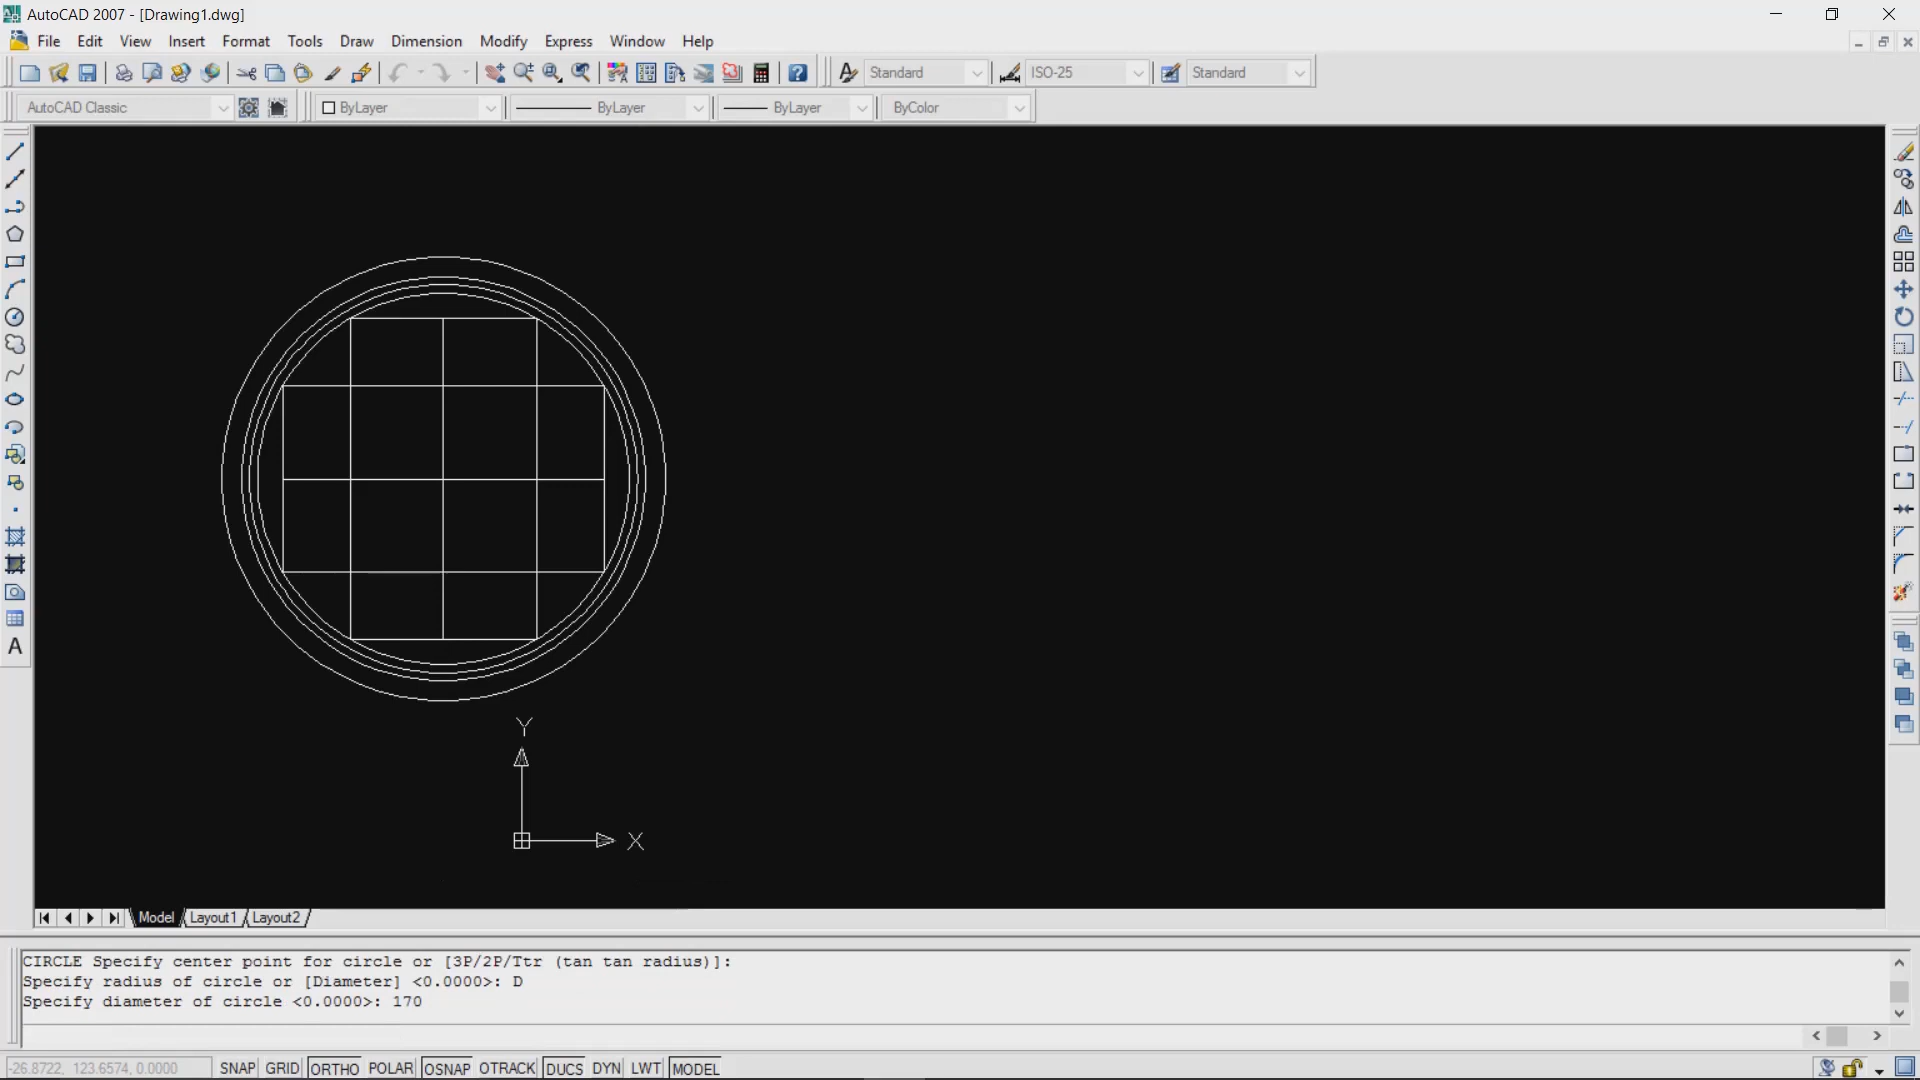 AutoCAD 2007 - [Drawing1.dwg]
File Edit View Insert Format Tools Draw Dimension Modify Express Window Help
Standard ISO-25 Standard
AutoCAD Classic ByLayer ByLayer ByLayer ByColor
A
Y
X
Model Layout1 Layout2
CIRCLE Specify center point for circle or [3P/2P/Ttr (tan tan radius)]:
Specify radius of circle or [Diameter] <0.0000>: D
Specify diameter of circle <0.0000>: 170
-26.8722, 123.6574, 0.0000 SNAP GRID ORTHO POLAR OSNAP OTRACK DUCS DYN LWT MODEL